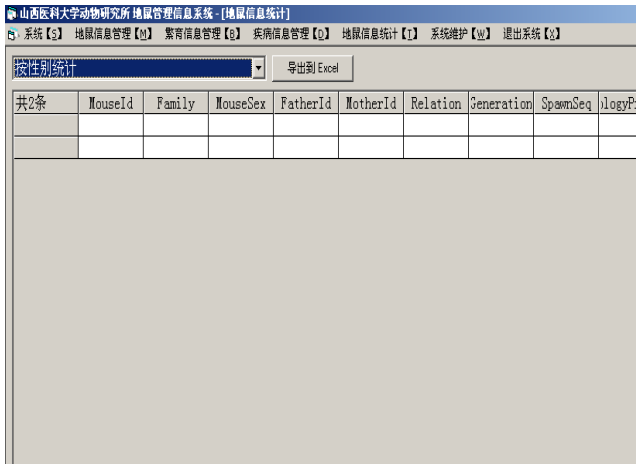 山西医科大学动物研究所 地鼠管理信息系统 - [地鼠信息统计]
系统【S】 地鼠信息管理【M】 繁育信息管理【B】 疾病信息管理【D】 地鼠信息统计【T】 系统维护【W】 退出系统【X】
按性别统计 导出到 Excel
共2条 MouseId Family MouseSex FatherId MotherId Relation Generation SpawnSeq